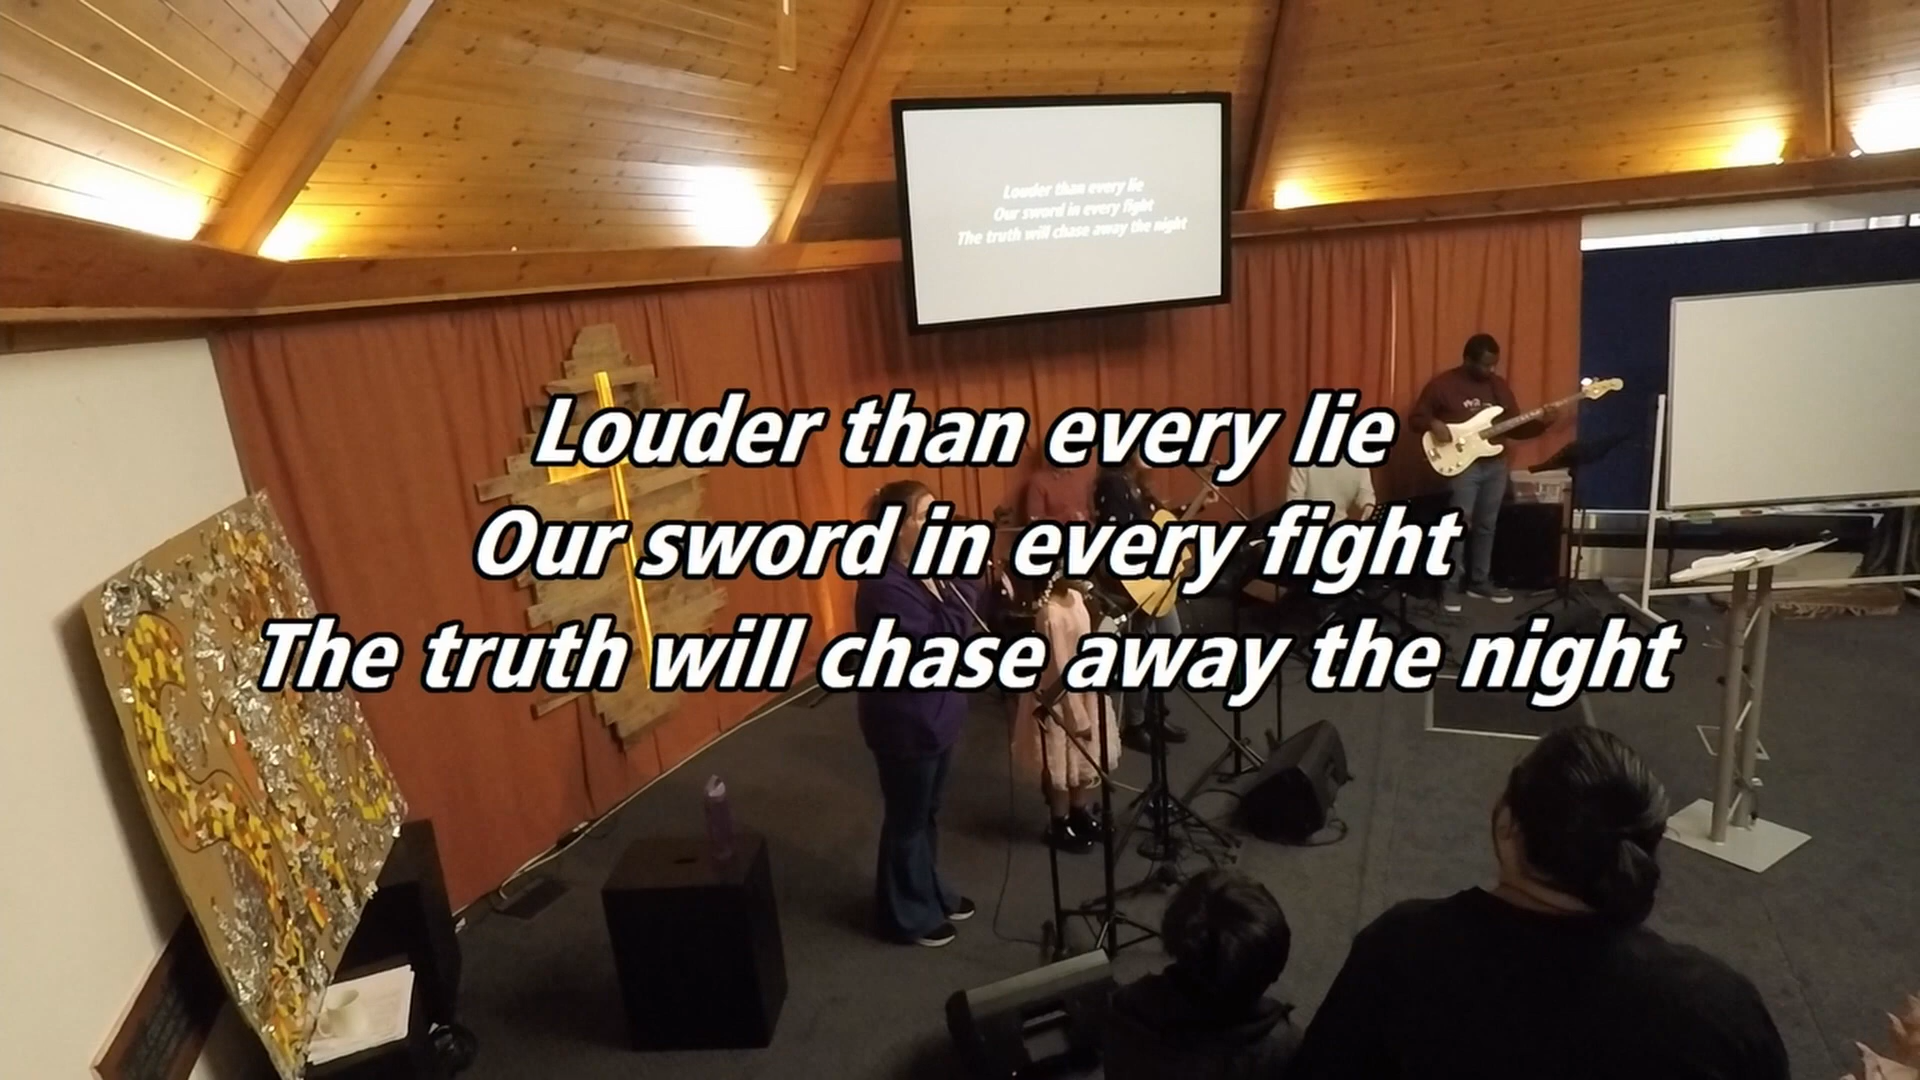 Louder than every lie
Our sword in every fight
The truth will chase away the night
Louder than every lie
Our sword in every fight
The truth will chase away the night